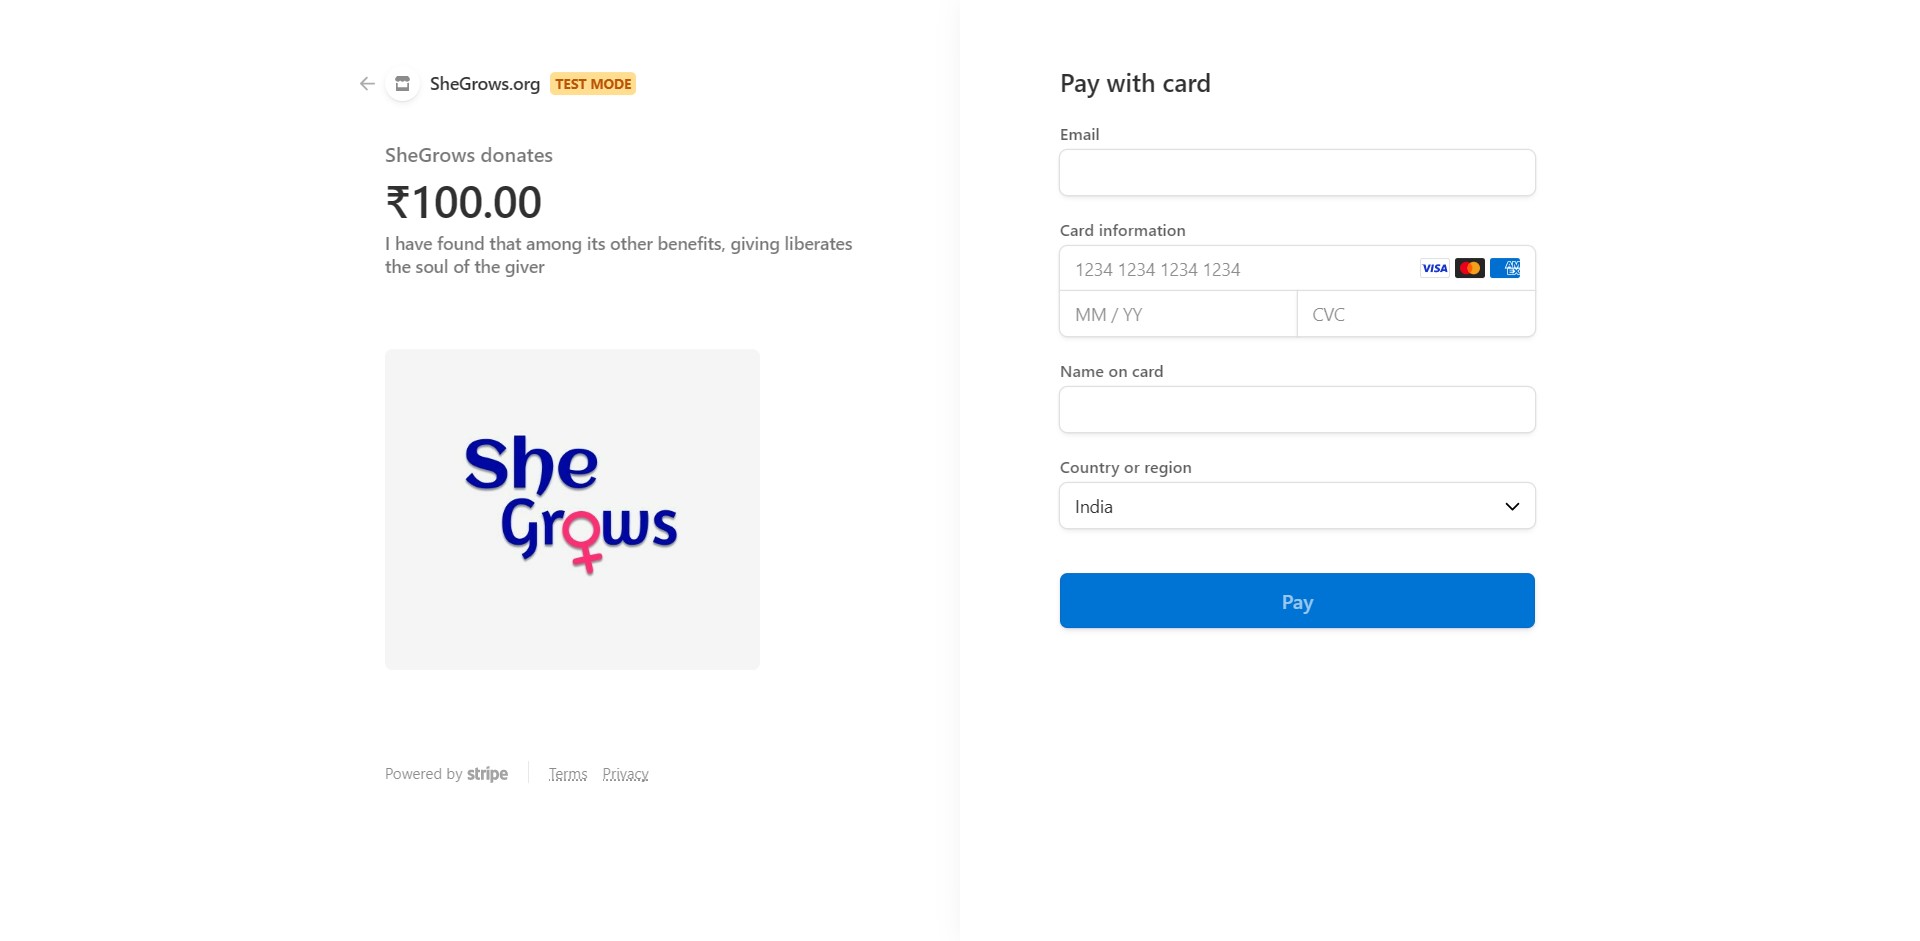 SheGrows.org TEST MODE
SheGrows donates
₹100.00
I have found that among its other benefits, giving liberates
the soul of the giver
She
Grows
Powered by stripe
Terms Privacy
Pay with card
Email
Card information
1234 1234 1234 1234 VISA AM EX
MM / YY CVC
Name on card
Country or region
India
Pay